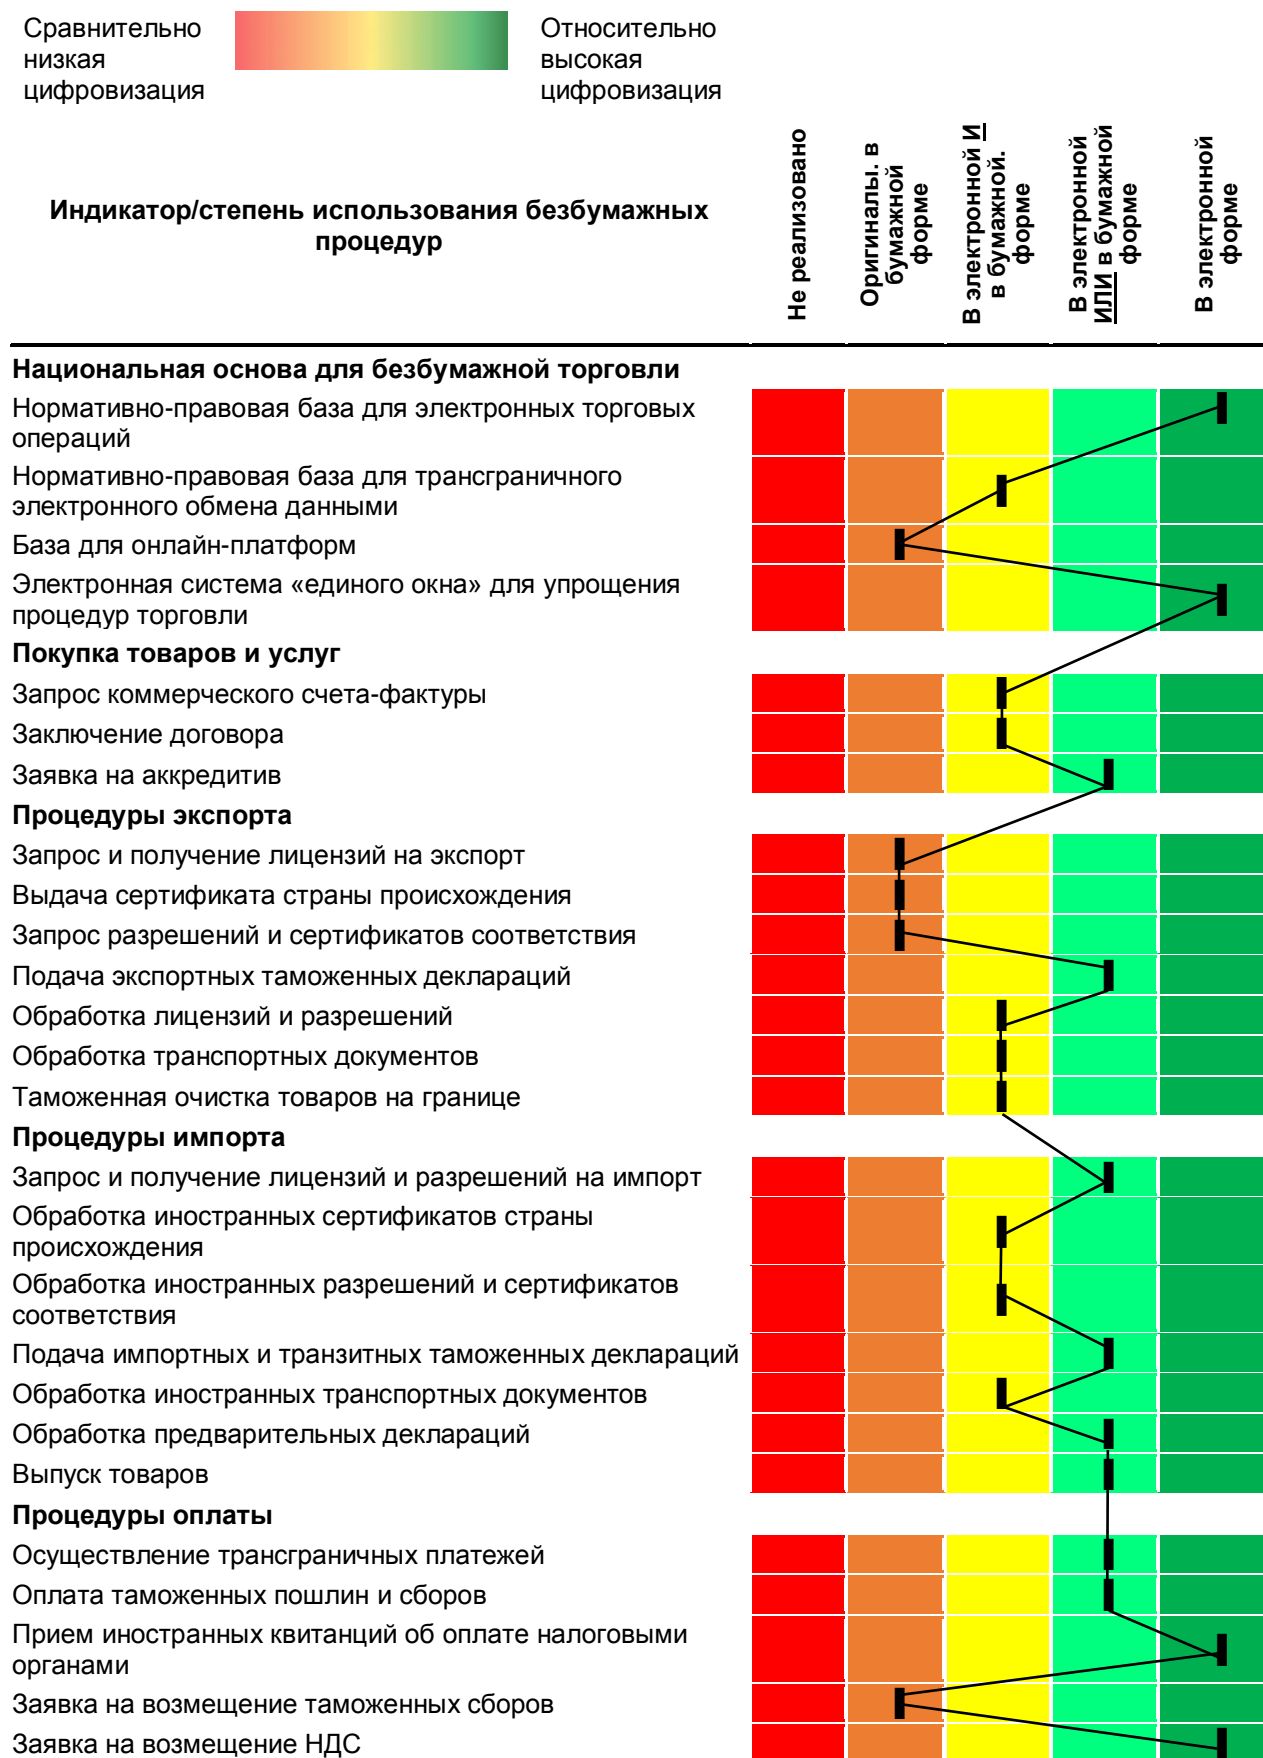 Сравнительно
низкая
цифровизация
Относительно
высокая
цифровизация
Индикатор/степень использования безбумажных
процедур
Не реализовано
Оригиналы. в
бумажной
форме
В электронной И
в бумажной.
форме
В электронной
ИЛИ в бумажной
форме
В электронной
форме
Национальная основа для безбумажной торговли
Нормативно-правовая база для электронных торговых
операций
Нормативно-правовая база для трансграничного
электронного обмена данными
База для онлайн-платформ
Электронная система «единого окна» для упрощения
процедур торговли
Покупка товаров и услуг
Запрос коммерческого счета-фактуры
Заключение договора
Заявка на аккредитив
Процедуры экспорта
Запрос и получение лицензий на экспорт
Выдача сертификата страны происхождения
Запрос разрешений и сертификатов соответствия
Подача экспортных таможенных деклараций
Обработка лицензий и разрешений
Обработка транспортных документов
Таможенная очистка товаров на границе
Процедуры импорта
Запрос и получение лицензий и разрешений на импорт
Обработка иностранных сертификатов страны
происхождения
Обработка иностранных разрешений и сертификатов
соответствия
Подача импортных и транзитных таможенных деклараций
Обработка иностранных транспортных документов
Обработка предварительных деклараций
Выпуск товаров
Процедуры оплаты
Осуществление трансграничных платежей
Оплата таможенных пошлин и сборов
Прием иностранных квитанций об оплате налоговыми
органами
Заявка на возмещение таможенных сборов
Заявка на возмещение НДС